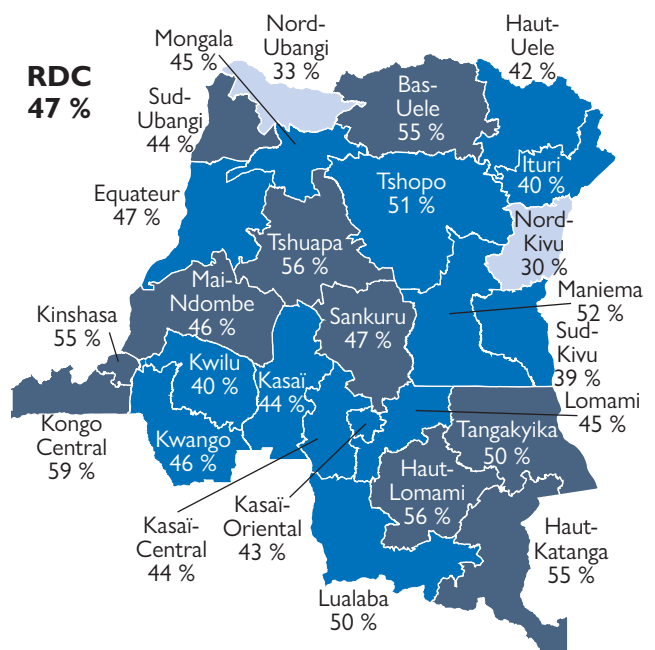 RDC
47 %
Mongala
45 %
Nord-
Ubangi
33 %
Haut-
Uele
42 %
Bas-
Uele
55 %
Sud-
Ubangi
44 %
Ituri
40 %
Equateur
47 %
Tshopo
51 %
Nord-
Kivu
30 %
Tshuapa
56 %
Maniema
52 %
Mai-
Ndombe
46 %
Kinshasa
55 %
Sankuru
47 %
Sud-
Kivu
39 %
Kwilu
40 %
Kasaï
44 %
Lomami
45 %
Kongo
Central
59 %
Kwango
46 %
Tangakyika
50 %
Haut-
Lomami
56 %
Kasaï-
Oriental
43 %
Kasaï-
Central
44 %
Haut-
Katanga
55 %
Lualaba
50 %